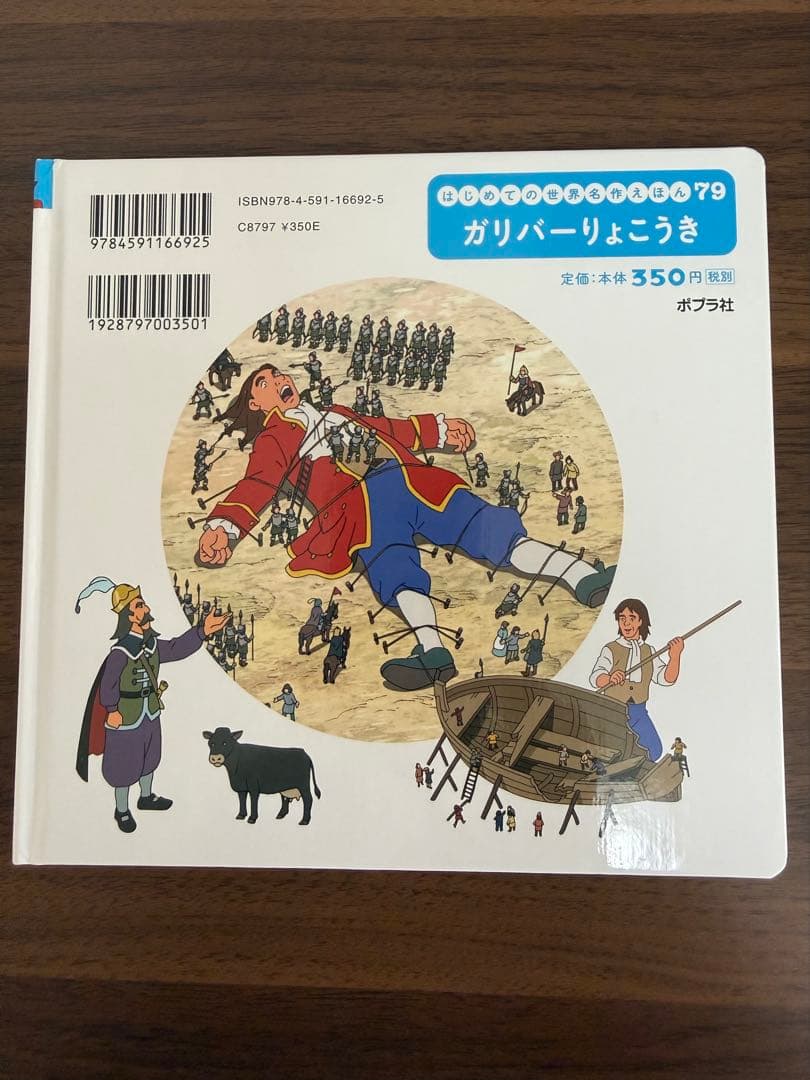 ISBN978-4-591-16692-5
C8797 ¥350E
9784591166925
1928797003501
はじめての世界名作えほん 79
ガリバーりょこうき
定価:本体350円 税別
ポプラ社